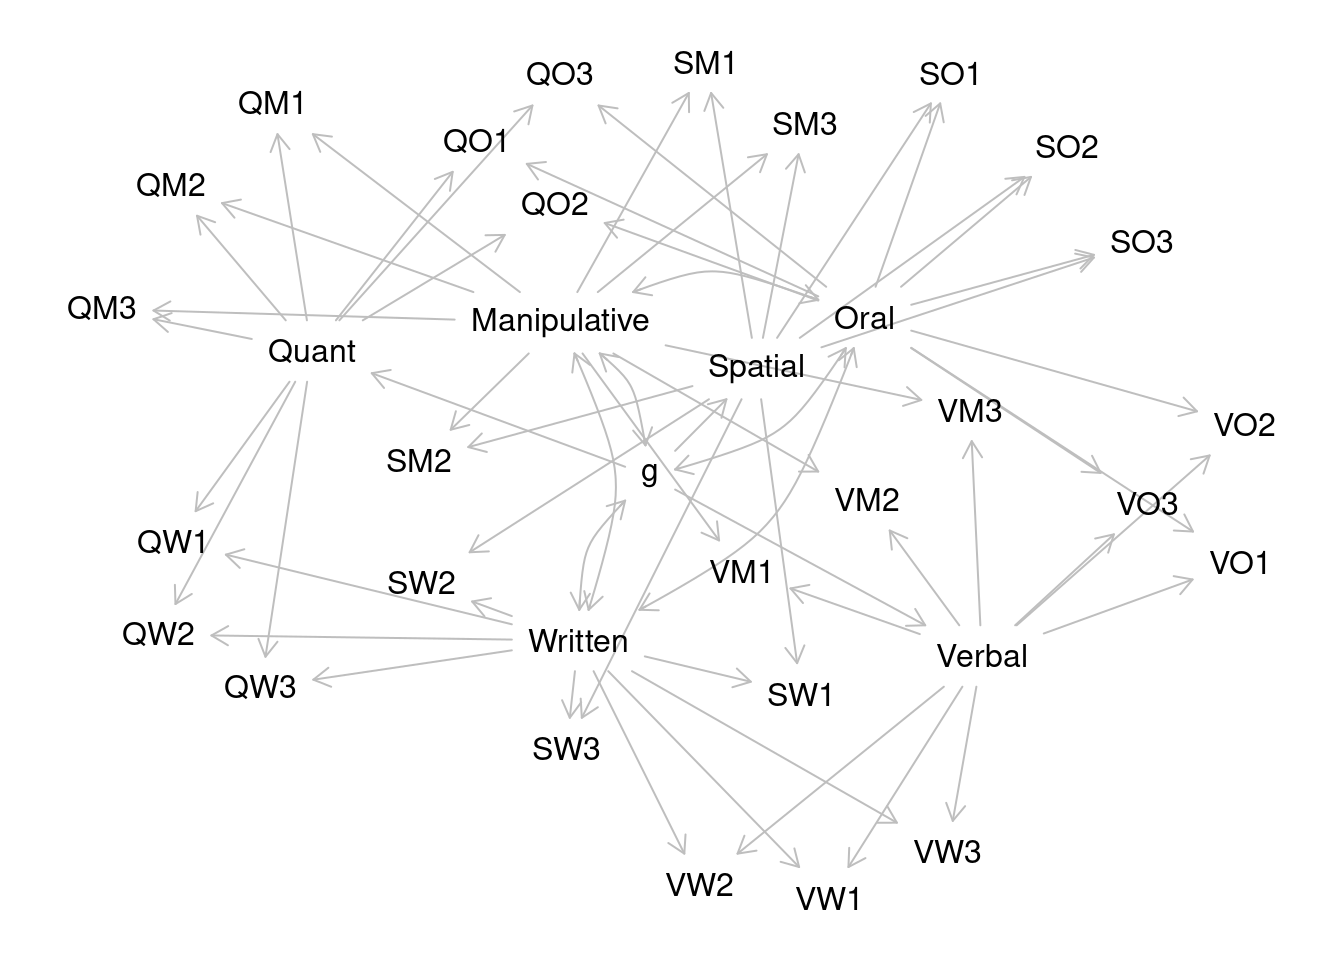 SM1
QO3
SO1
QM1
SM3
QO1
SO2
QM2
QO2
SO3
QM3
Manipulative
Oral
Quant
Spatial
VM3
VO2
SM2
g
VM2
VO3
QW1
VM1
VO1
SW2
QW2
Written
Verbal
QW3
SW1
SW3
VW3
VW2
VW1